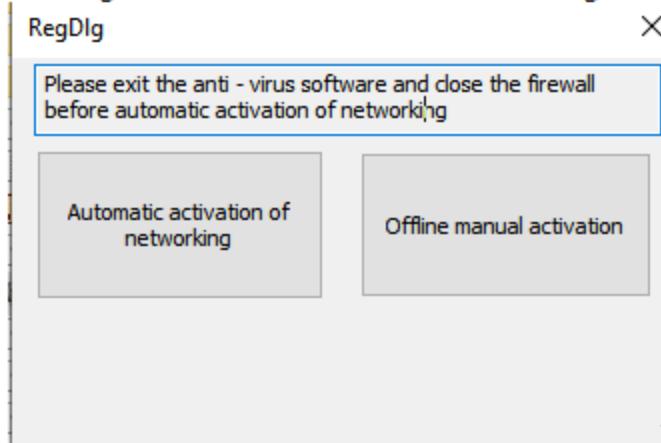 RegDlg
Please exit the anti - virus software and close the firewall
before automatic activation of networking
Automatic activation of
networking
Offline manual activation